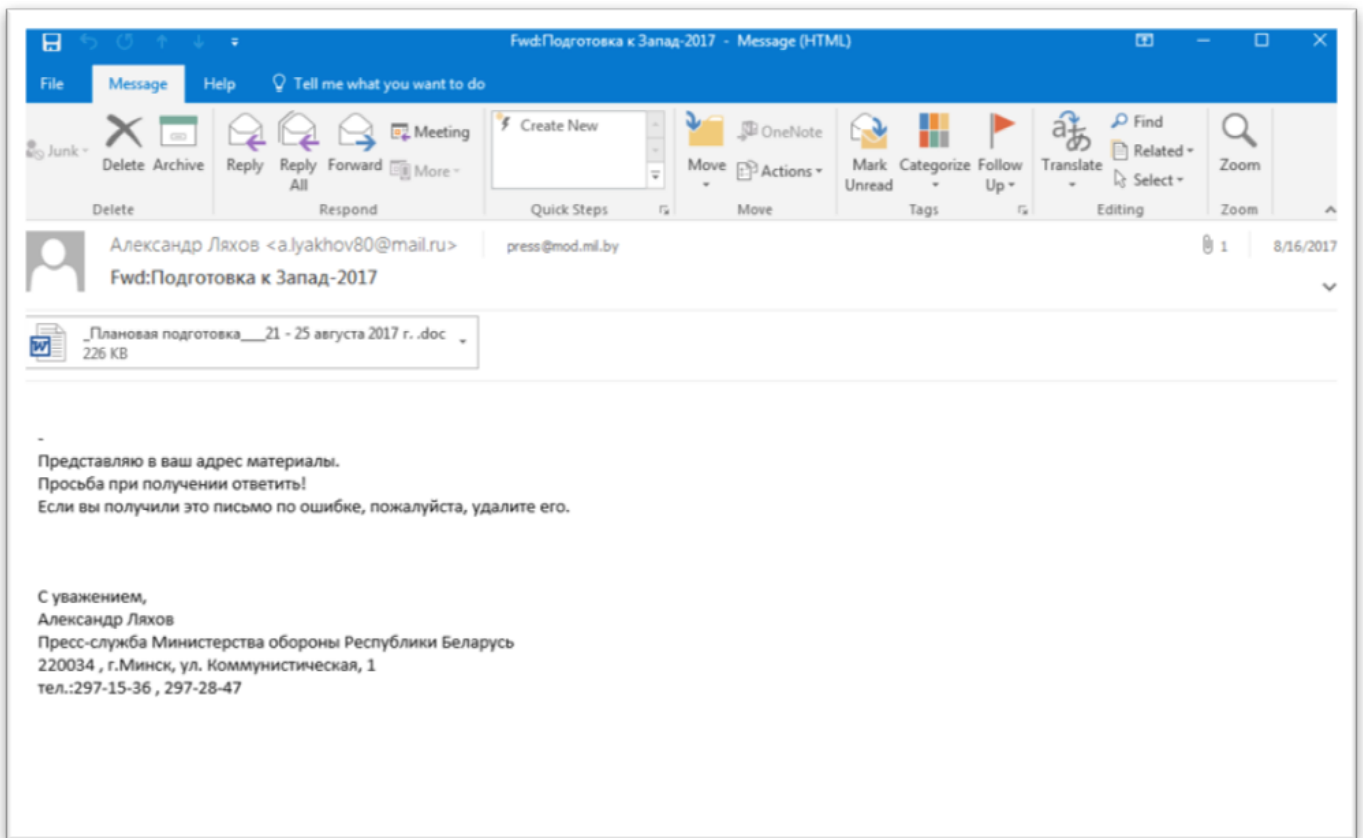 Fwd:Подготовка к Запад-2017 - Message (HTML)
File Message Help Tell me what you want to do
Junk Delete Archive Reply Reply All Forward Meeting More Create New Move OneNote Actions Mark Unread Categorize Follow Up Translate Find Related Select Zoom
Delete Respond Quick Steps Move Tags Editing Zoom
Александр Ляхов <a.lyakhov80@mail.ru> press@mod.mil.by 1 8/16/2017
Fwd:Подготовка к Запад-2017
_Плановая подготовка___21 - 25 августа 2017 г. .doc
226 KB
-
Представляю в ваш адрес материалы.
Просьба при получении ответить!
Если вы получили это письмо по ошибке, пожалуйста, удалите его.
С уважением,
Александр Ляхов
Пресс-служба Министерства обороны Республики Беларусь
220034 , г.Минск, ул. Коммунистическая, 1
тел.:297-15-36 , 297-28-47